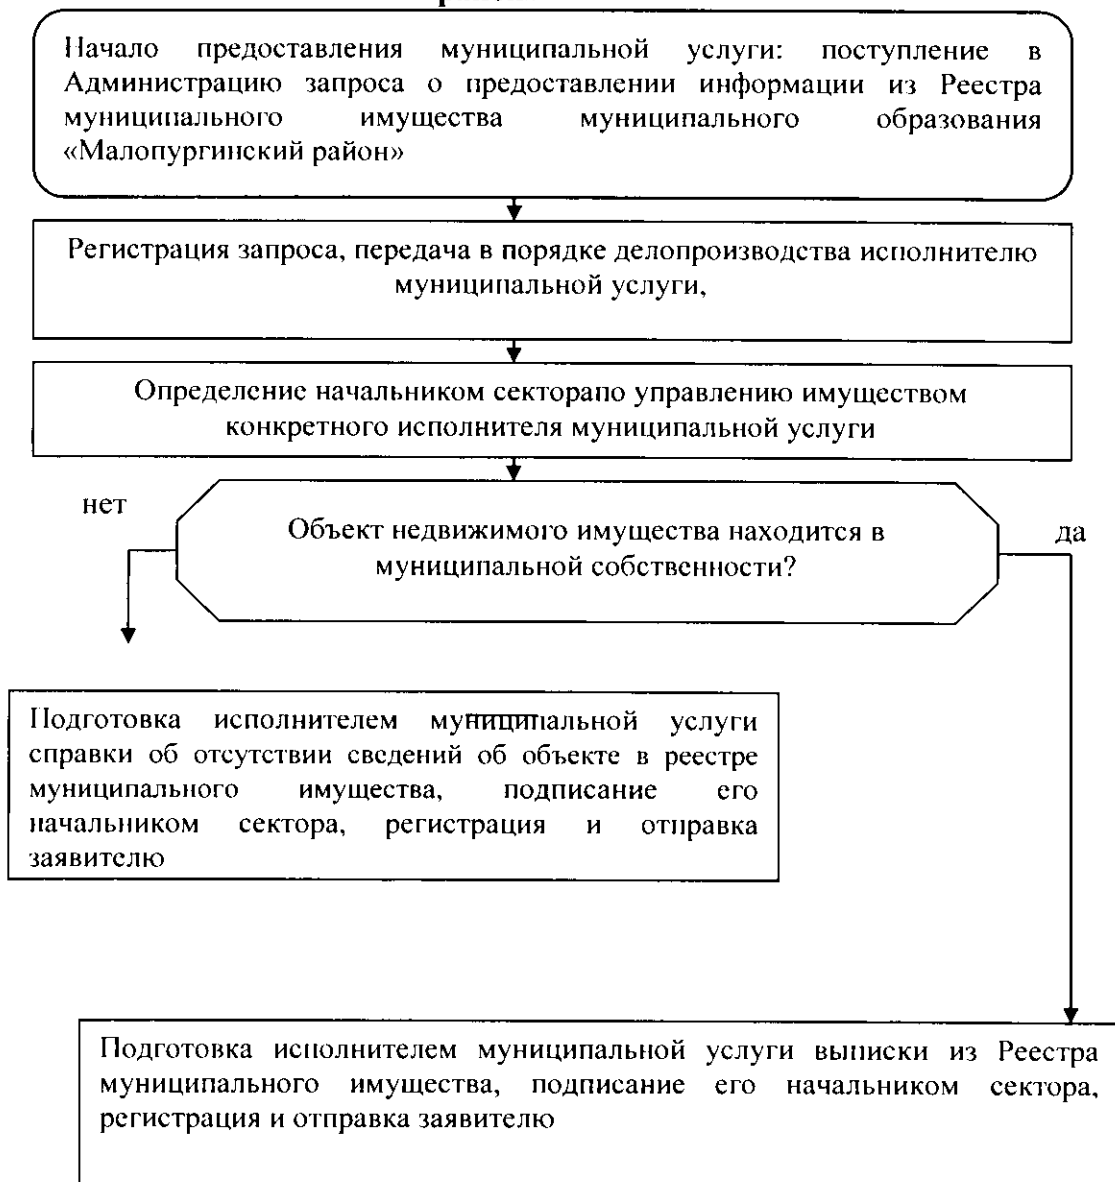 Начало предоставления муниципальной услуги: поступление в
Администрацию запроса о предоставлении информации из Реестра
муниципального имущества муниципального образования
«Малопургинский район»
Регистрация запроса, передача в порядке делопроизводства исполнителю
муниципальной услуги,
Определение начальником секторапо управлению имуществом
конкретного исполнителя муниципальной услуги
нет
Объект недвижимого имущества находится в
муниципальной собственности?
да
Подготовка исполнителем муниципальной услуги
справки об отсутствии сведений об объекте в реестре
муниципального имущества, подписание его
начальником сектора, регистрация и отправка
заявителю
Подготовка исполнителем муниципальной услуги выписки из Реестра
муниципального имущества, подписание его начальником сектора,
регистрация и отправка заявителю